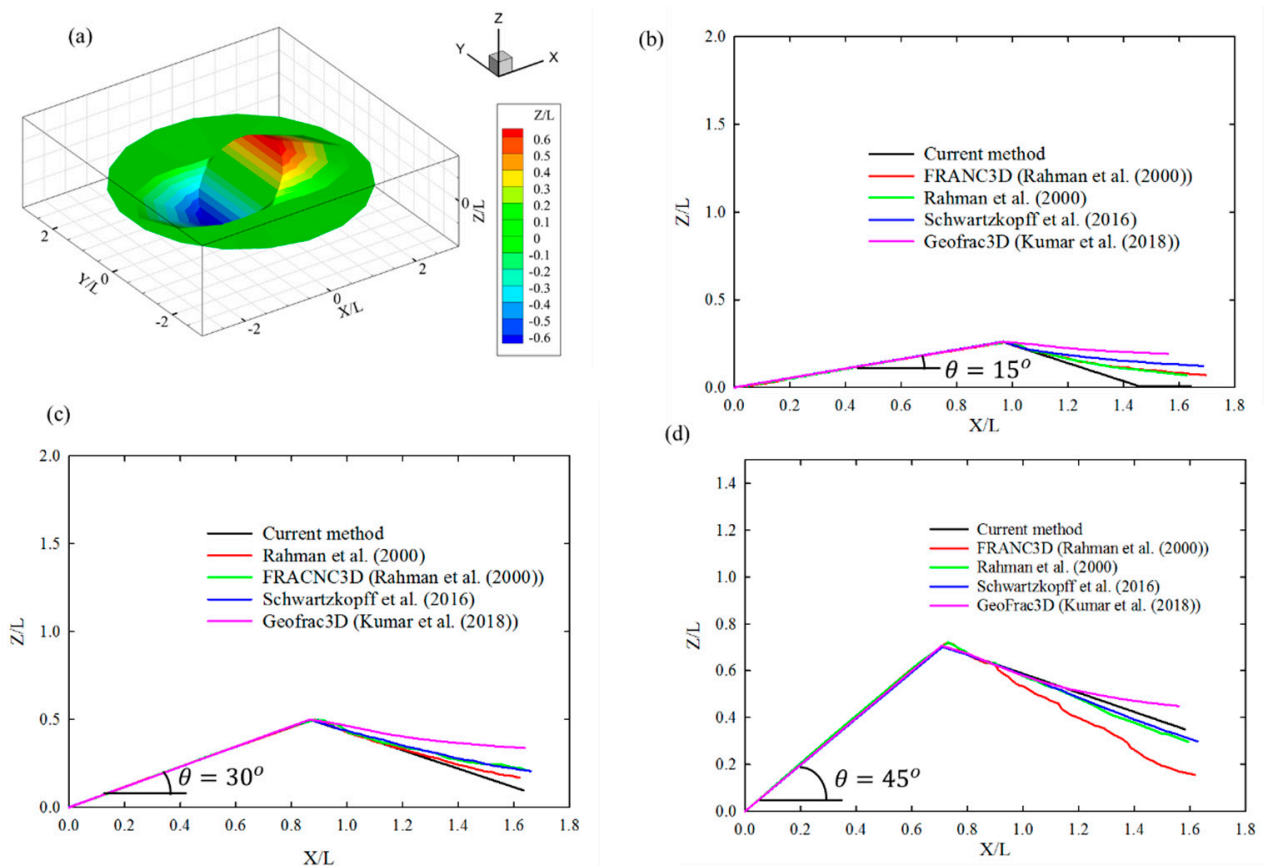 (a)
Z
Y
X
Z/L
0.6
0.5
0.4
0.3
0.2
0.1
0
-0.1
-0.2
-0.3
-0.4
-0.5
-0.6
0
Z/L
2
0
-2
Y/L
-2
0
2
X/L
(b)
2.0
1.5
1.0
0.5
0.0
Z/L
Current method
FRANC3D (Rahman et al. (2000))
Rahman et al. (2000)
Schwartzkopff et al. (2016)
Geofrac3D (Kumar et al. (2018))
θ = 15°
0.0 0.2 0.4 0.6 0.8 1.0 1.2 1.4 1.6 1.8
X/L
(c)
2.0
1.5
1.0
0.5
0.0
Z/L
Current method
Rahman et al. (2000)
FRACNC3D (Rahman et al. (2000))
Schwartzkopff et al. (2016)
Geofrac3D (Kumar et al. (2018))
θ = 30°
0.0 0.2 0.4 0.6 0.8 1.0 1.2 1.4 1.6 1.8
X/L
(d)
1.4
1.2
1.0
0.8
0.6
0.4
0.2
0.0
Z/L
Current method
FRANC3D (Rahman et al. (2000))
Rahman et al. (2000)
Schwartzkopff et al. (2016)
GeoFrac3D (Kumar et al. (2018))
θ = 45°
0.0 0.2 0.4 0.6 0.8 1.0 1.2 1.4 1.6 1.8
X/L